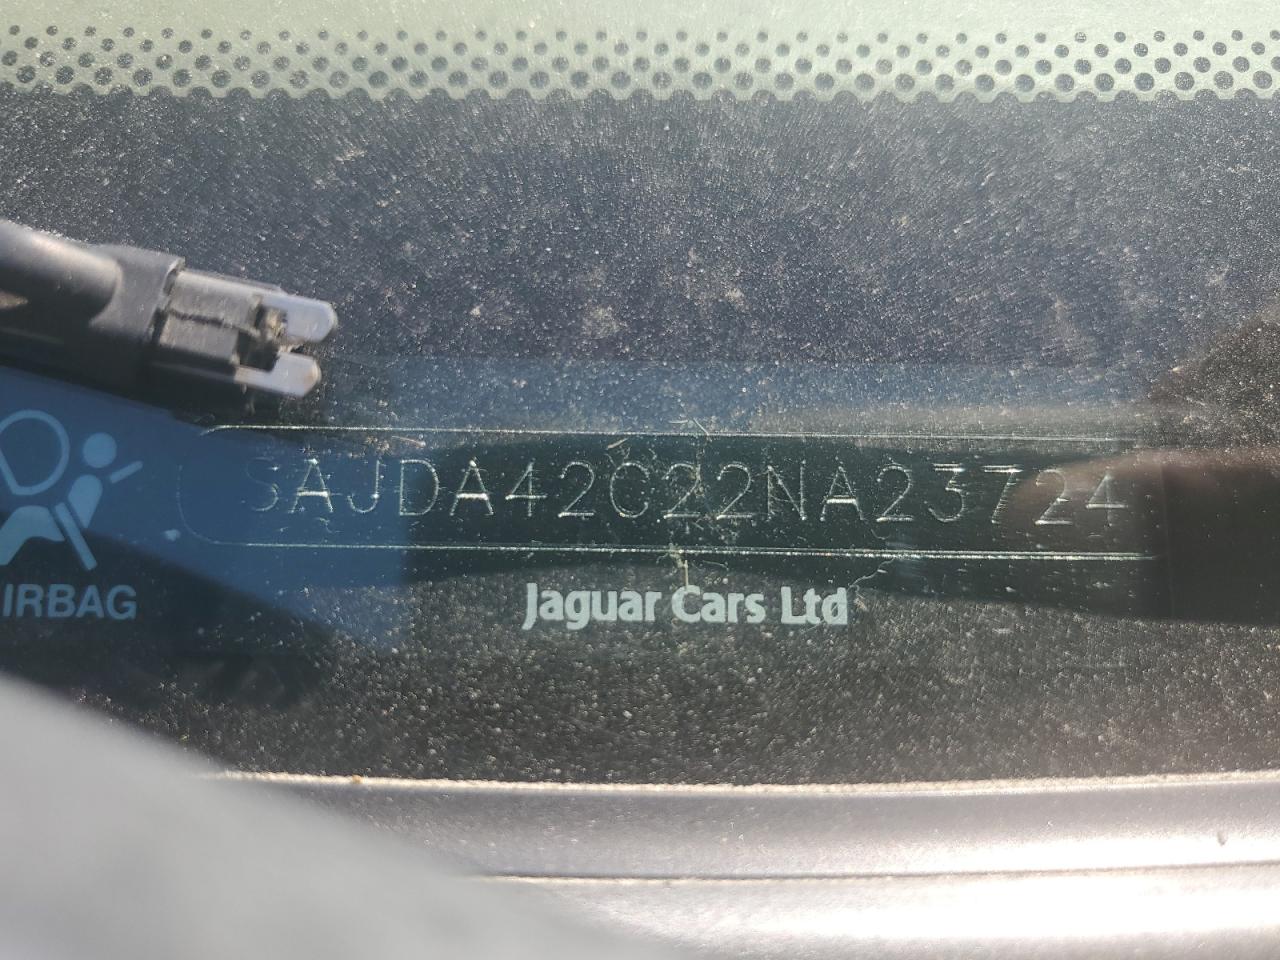 SAJDA42C22NA23724
IRBAG
Jaguar Cars Ltd